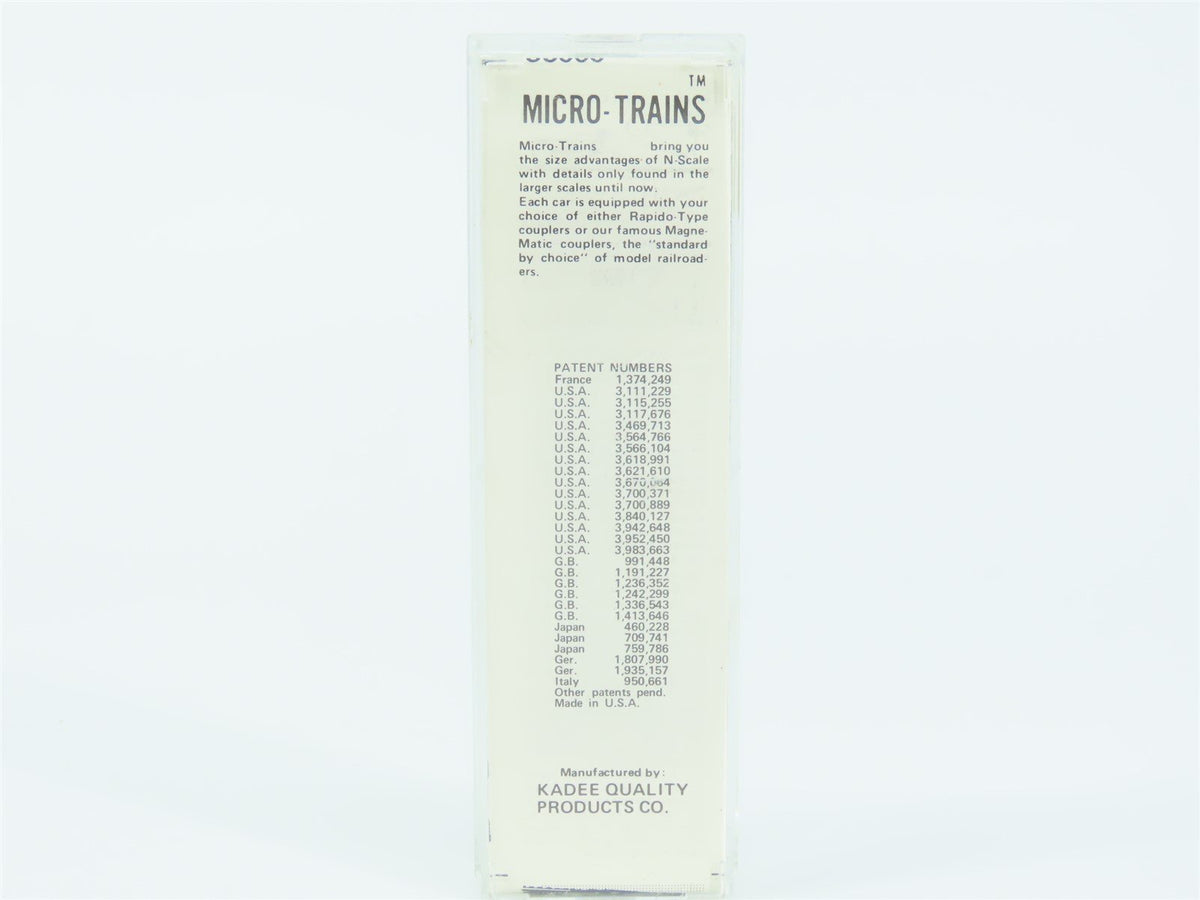 TM
MICRO-TRAINS
Micro-Trains bring you
the size advantages of N-Scale
with details only found in the
larger scales until now.
Each car is equipped with your
choice of either Rapido-Type
couplers or our famous Magne-
Matic couplers, the "standard
by choice" of model railroad-
ers.
PATENT NUMBERS
France 1,374,249
U.S.A. 3,111,229
U.S.A. 3,115,255
U.S.A. 3,117,676
U.S.A. 3,469,713
U.S.A. 3,564,766
U.S.A. 3,566,104
U.S.A. 3,618,991
U.S.A. 3,621,610
U.S.A. 3,670,064
U.S.A. 3,700,371
U.S.A. 3,700,889
U.S.A. 3,840,127
U.S.A. 3,942,648
U.S.A. 3,952,450
U.S.A. 3,983,663
G.B. 991,448
G.B. 1,191,227
G.B. 1,236,352
G.B. 1,242,299
G.B. 1,336,543
G.B. 1,413,646
Japan 460,228
Japan 709,741
Japan 759,786
Ger. 1,807,990
Ger. 1,935,157
Italy 950,661
Other patents pend.
Made in U.S.A.
Manufactured by:
KADEE QUALITY
PRODUCTS CO.